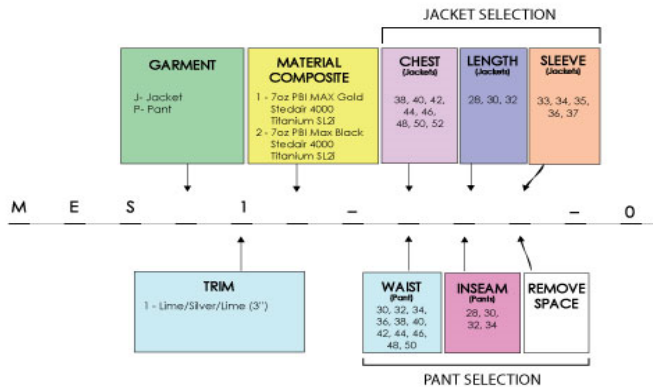 JACKET SELECTION
GARMENT
J- Jacket
P- Pant
MATERIAL
COMPOSITE
1 - 7oz PBI MAX Gold
Stedair 4000
Titanium SL2i
2 - 7oz PBI Max Black
Stedair 4000
Titanium SL2i
CHEST
(Jackets)
38, 40, 42,
44, 46,
48, 50, 52
LENGTH
(Jackets)
28, 30, 32
SLEEVE
(Jackets)
33, 34, 35,
36, 37
M E S _ 1 _ – _ _ _ – 0
TRIM
1 - Lime/Silver/Lime (3")
WAIST
(Pant)
30, 32, 34,
36, 38, 40,
42, 44, 46,
48, 50
INSEAM
(Pants)
28, 30,
32, 34
REMOVE
SPACE
PANT SELECTION